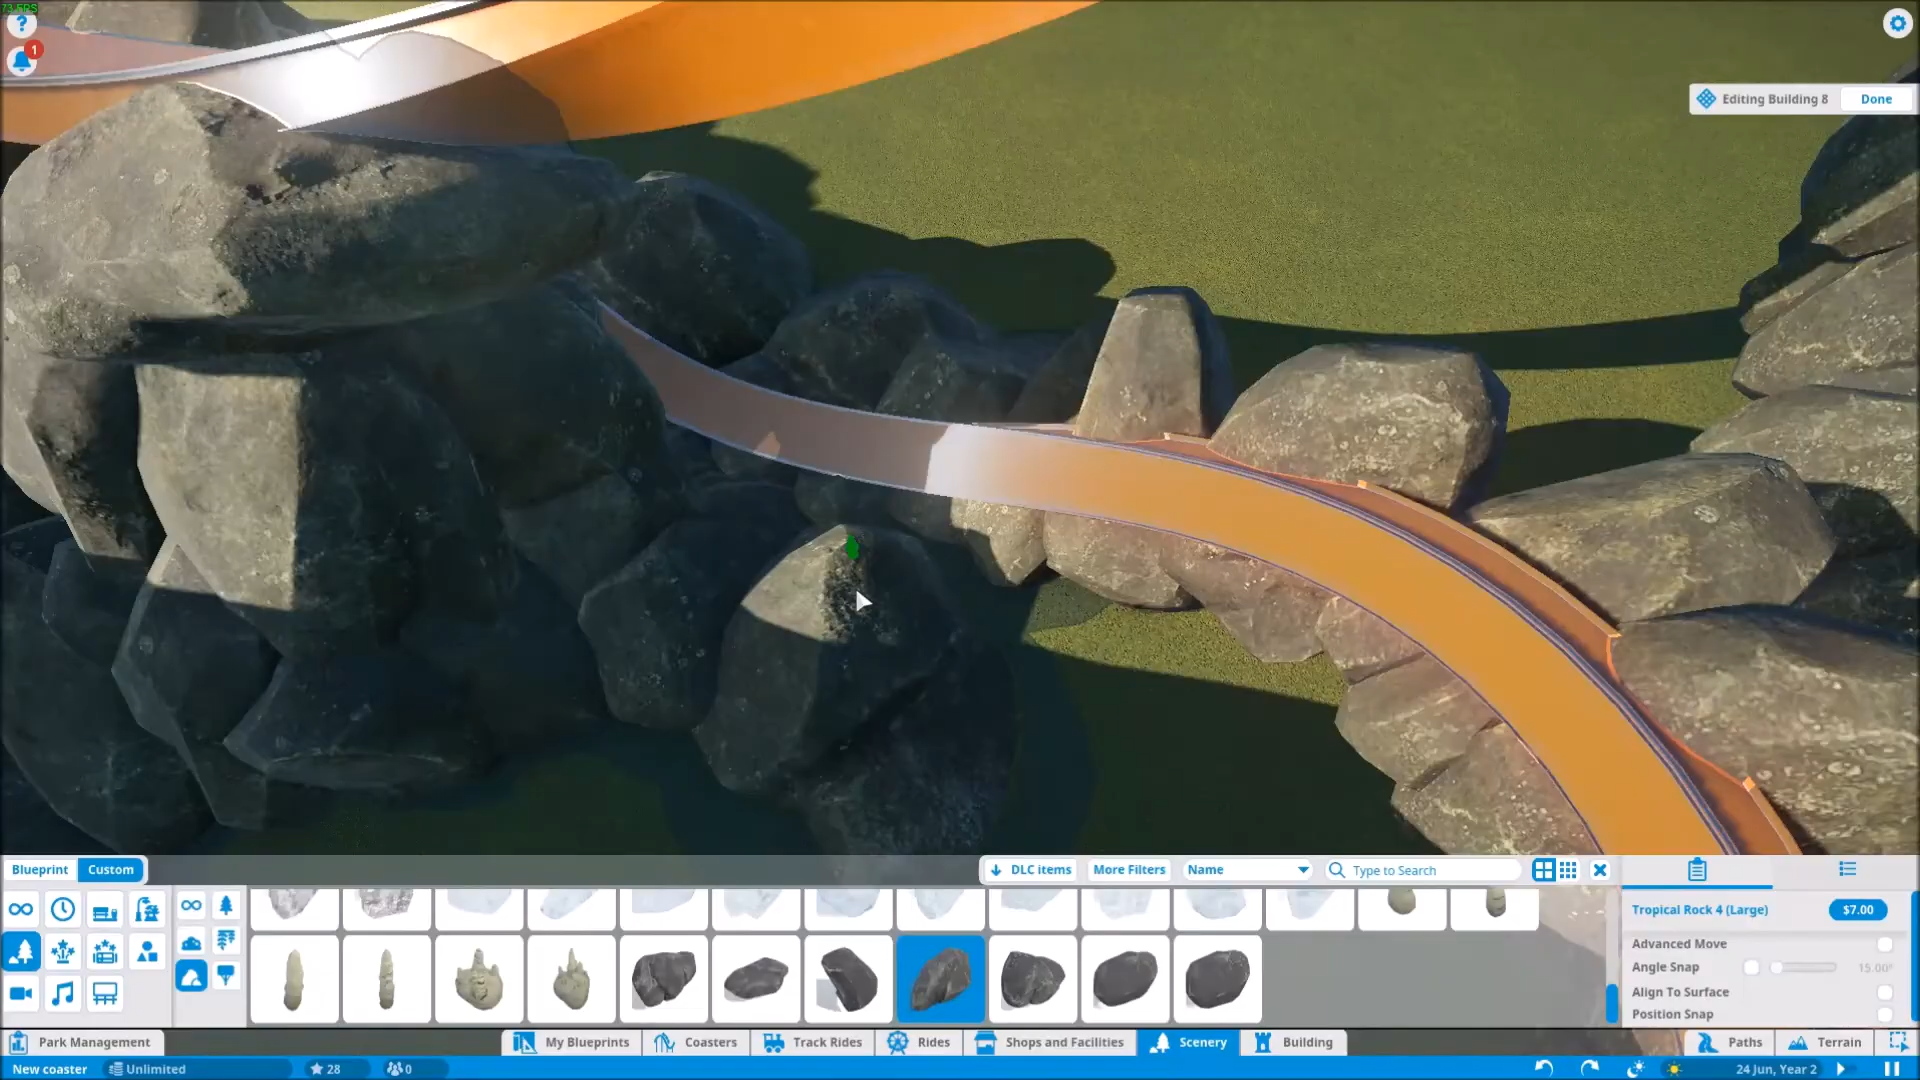 73 FPS
?
1
Editing Building 8
Done
Blueprint
Custom
DLC items
More Filters
Name
Type to Search
Tropical Rock 4 (Large)
$7.00
Advanced Move
Angle Snap
15.00°
Align To Surface
Position Snap
Park Management
My Blueprints
Coasters
Track Rides
Rides
Shops and Facilities
Scenery
Building
Paths
Terrain
New coaster
Unlimited
28
0
24 Jun, Year 2